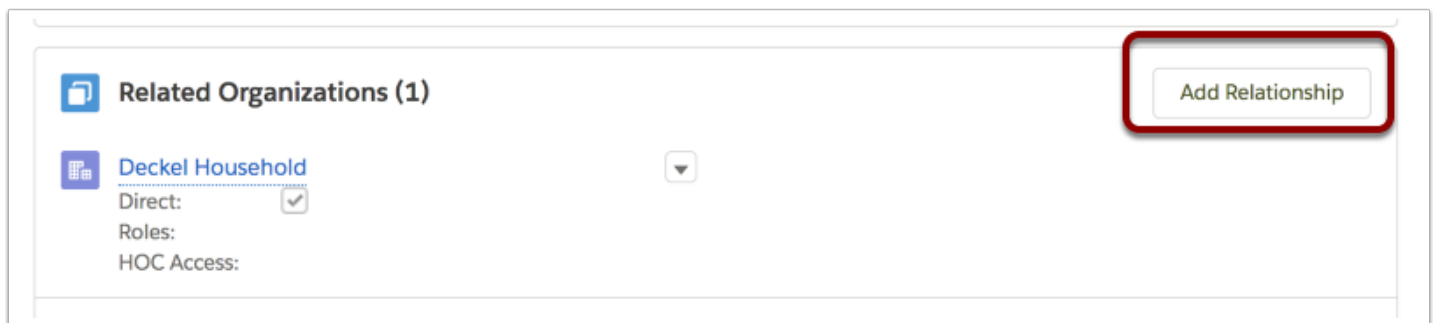 Related Organizations (1)
Add Relationship
Deckel Household
Direct:
Roles:
HOC Access: